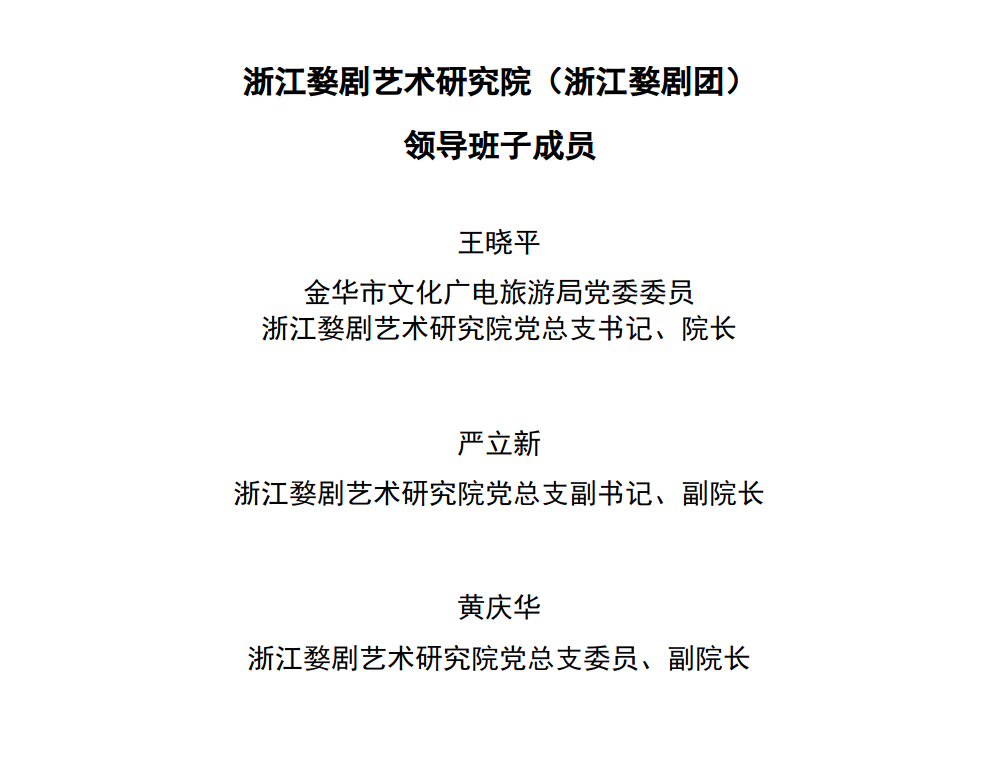 浙江婺剧艺术研究院（浙江婺剧团）
领导班子成员
王晓平
金华市文化广电旅游局党委委员
浙江婺剧艺术研究院党总支书记、院长
严立新
浙江婺剧艺术研究院党总支副书记、副院长
黄庆华
浙江婺剧艺术研究院党总支委员、副院长